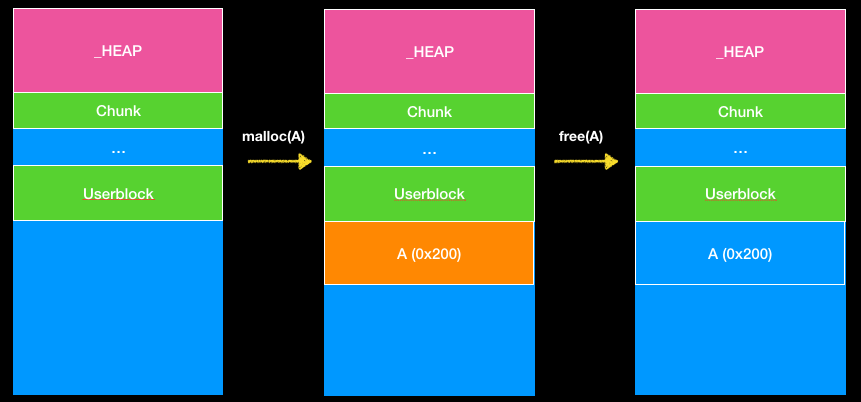 _HEAP
Chunk
...
Userblock
malloc(A)
_HEAP
Chunk
...
Userblock
A (0x200)
free(A)
_HEAP
Chunk
...
Userblock
A (0x200)